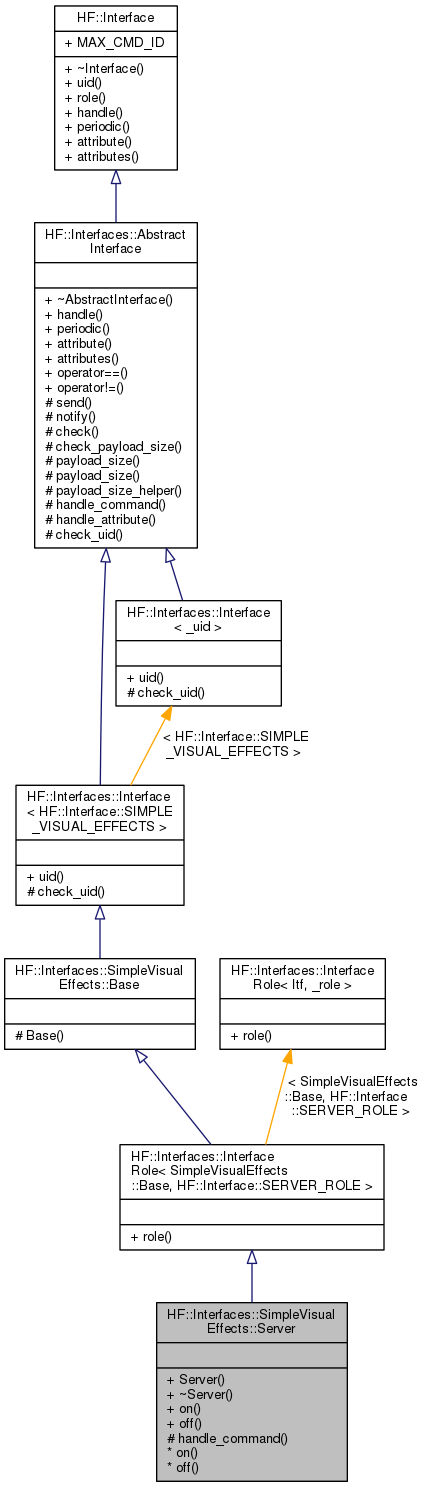 HF::Interface
+ MAX_CMD_ID
+ ~Interface()
+ uid()
+ role()
+ handle()
+ periodic()
+ attribute()
+ attributes()
HF::Interfaces::Abstract
Interface
+ ~AbstractInterface()
+ handle()
+ periodic()
+ attribute()
+ attributes()
+ operator==()
+ operator!=()
# send()
# notify()
# check()
# check_payload_size()
# payload_size()
# payload_size()
# payload_size_helper()
# handle_command()
# handle_attribute()
# check_uid()
HF::Interfaces::Interface
< _uid >
+ uid()
# check_uid()
< HF::Interface::SIMPLE
_VISUAL_EFFECTS >
HF::Interfaces::Interface
< HF::Interface::SIMPLE
_VISUAL_EFFECTS >
+ uid()
# check_uid()
HF::Interfaces::SimpleVisual
Effects::Base
# Base()
HF::Interfaces::Interface
Role< Itf, _role >
+ role()
< SimpleVisualEffects
::Base, HF::Interface
::SERVER_ROLE >
HF::Interfaces::Interface
Role< SimpleVisualEffects
::Base, HF::Interface::SERVER_ROLE >
+ role()
HF::Interfaces::SimpleVisual
Effects::Server
+ Server()
+ ~Server()
+ on()
+ off()
# handle_command()
* on()
* off()